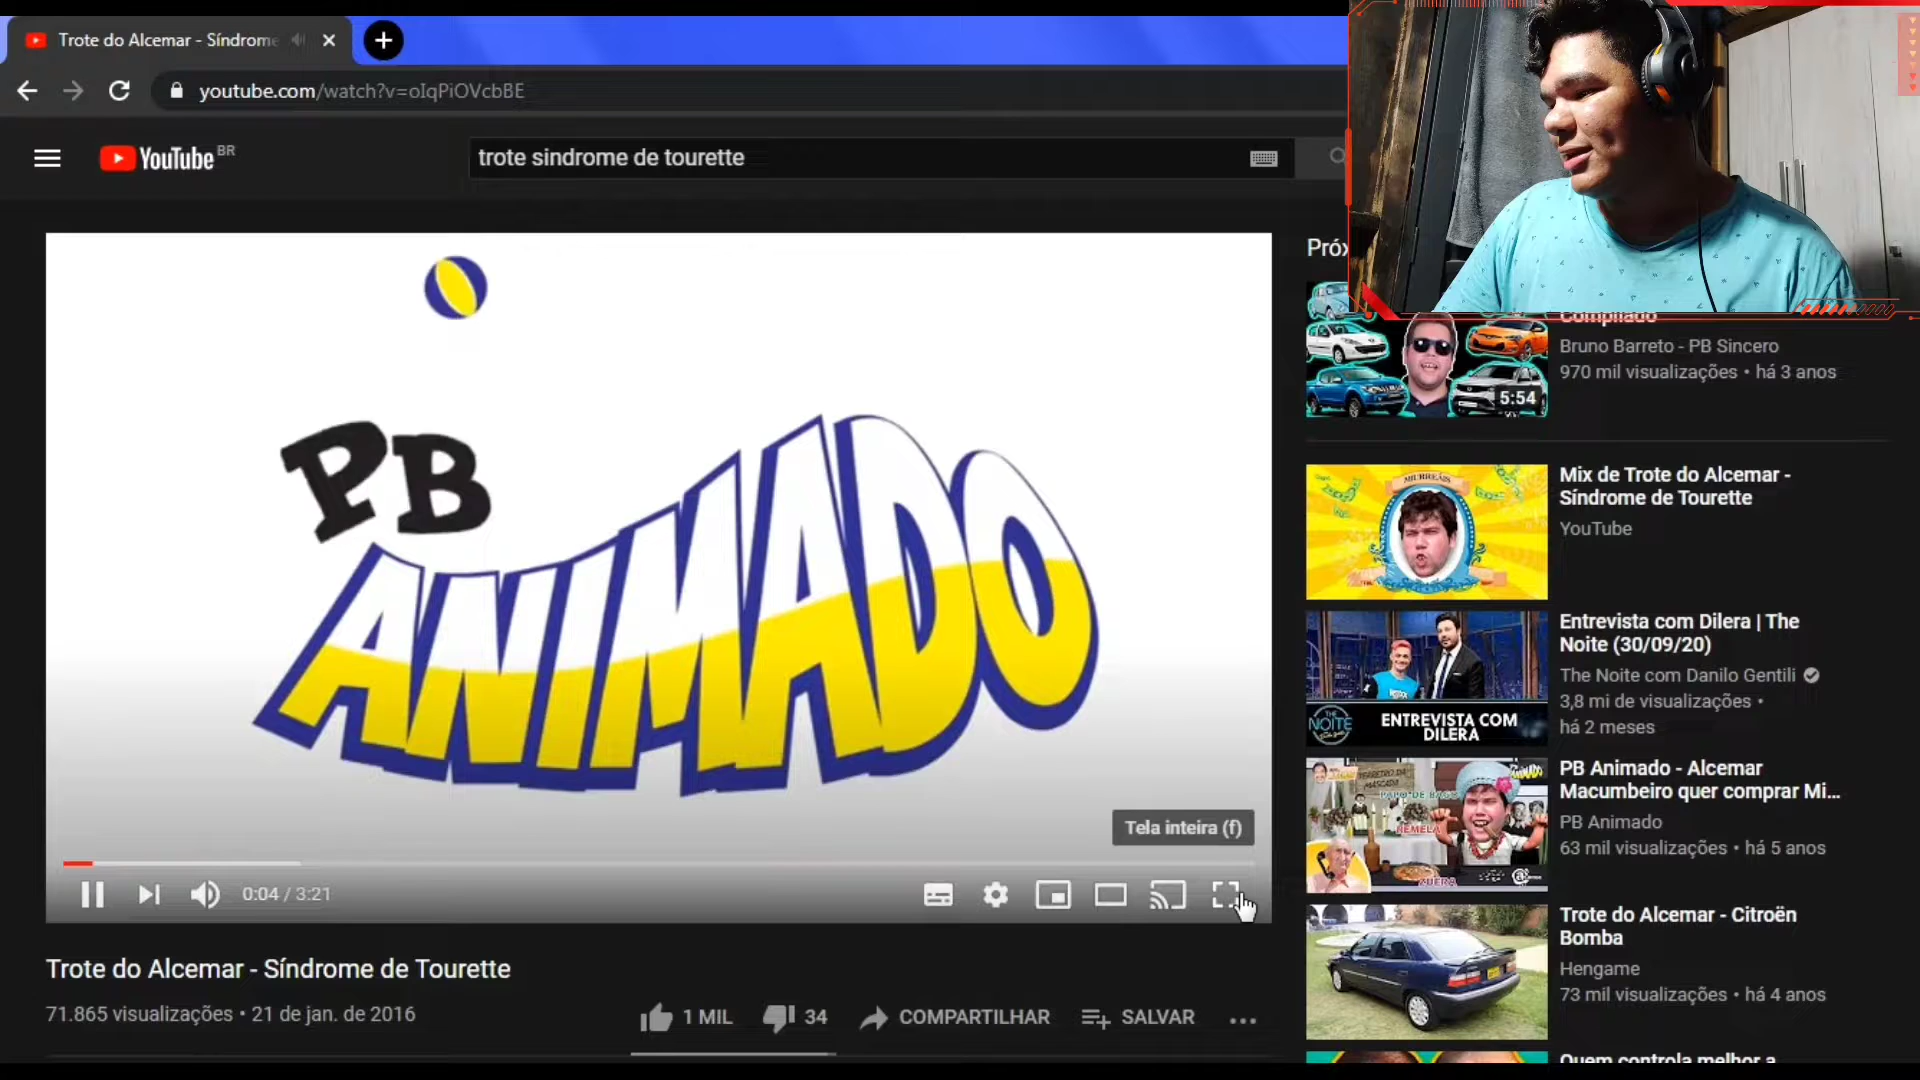 Trote do Alcemar - Síndrome
youtube.com/watch?v=oIqPiOVcbBE
YouTube BR
trote sindrome de tourette
PB
ANIMADO
Tela inteira (f)
0:04 / 3:21
Trote do Alcemar - Síndrome de Tourette
71.865 visualizações • 21 de jan. de 2016
1 MIL
34
COMPARTILHAR
SALVAR
Próx
Compilado
Bruno Barreto - PB Sincero
970 mil visualizações • há 3 anos
5:54
Mix de Trote do Alcemar -
Síndrome de Tourette
YouTube
Entrevista com Dilera | The
Noite (30/09/20)
The Noite com Danilo Gentili
3,8 mi de visualizações •
há 2 meses
THE
NOITE
ENTREVISTA COM
DILERA
PB Animado - Alcemar
Macumbeiro quer comprar Mi...
PB Animado
63 mil visualizações • há 5 anos
Trote do Alcemar - Citroën
Bomba
Hengame
73 mil visualizações • há 4 anos
Quem controla melhor a